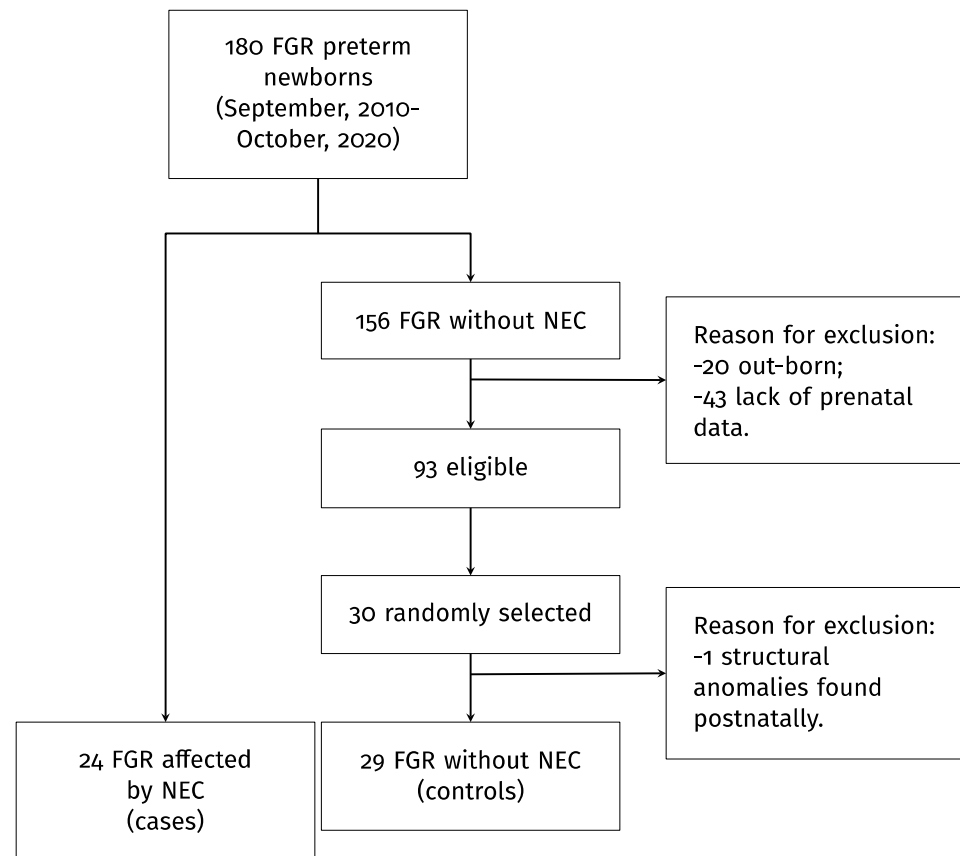 180 FGR preterm
newborns
(September, 2010-
October, 2020)
156 FGR without NEC
Reason for exclusion:
-20 out-born;
-43 lack of prenatal
data.
93 eligible
30 randomly selected
Reason for exclusion:
-1 structural
anomalies found
postnatally.
24 FGR affected
by NEC
(cases)
29 FGR without NEC
(controls)